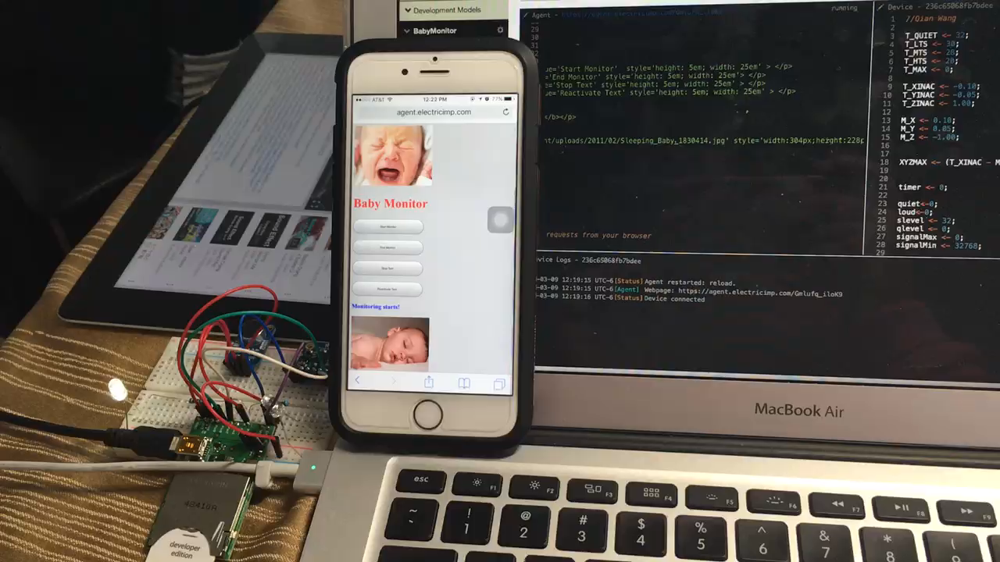 Development Models
BabyMonitor
Agent -
running
29
30
31
32
ue='Start Monitor' style='height: 5em; width: 25em' > </p>
='End Monitor' style='height: 5em; width: 25em'> </p>
='Stop Text' style='height: 5em; width: 25em'> </p>
ue='Reactivate Text' style='height: 5em; width: 25em' > </p>
</b></p>
nt/uploads/2011/02/Sleeping_Baby_1830414.jpg' style='width:304px;height:228p
requests from your browser
Device - 236c65068fb7bdee
1 //Qian Wang
2
3 T_QUIET <- 32;
4 T_LTS <- 30;
5 T_MTS <- 28;
6 T_HTS <- 20;
7 T_MAX <- 0;
9 T_XINAC <- -0.10;
10 T_YINAC <- -0.05;
11 T_ZINAC <- 1.00;
13 M_X <- 0.10;
14 M_Y <- 0.05;
15 M_Z <- -1.00;
18 XYZMAX <- (T_XINAC - M
19
20
21 timer <- 0;
23 quiet<-0;
24 loud<-0;
25 slevel <- 32;
26 qlevel <- 0;
27 signalMax <- 0;
28 signalMin <- 32768;
29
evice Logs - 236c65068fb7bdee
-03-09 12:19:15 UTC-6 [Status] Agent restarted: reload.
-03-09 12:19:15 UTC-6 [Agent] Webpage: https://agent.electricimp.com/Gmlufq_iloK9
-03-09 12:19:16 UTC-6 [Status] Device connected
AT&T 12:22 PM 77%
agent.electricimp.com
Baby Monitor
Start Monitor
End Monitor
Stop Text
Reactivate Text
Monitoring starts!
Sound Effect
MacBook Air
esc F1 F2 F3 F4 F5 F6 F7 F8 F9
~ ! @ # $ % ^ & * (
\` 1 2 3 4 5 6 7 8 9
developer
edition